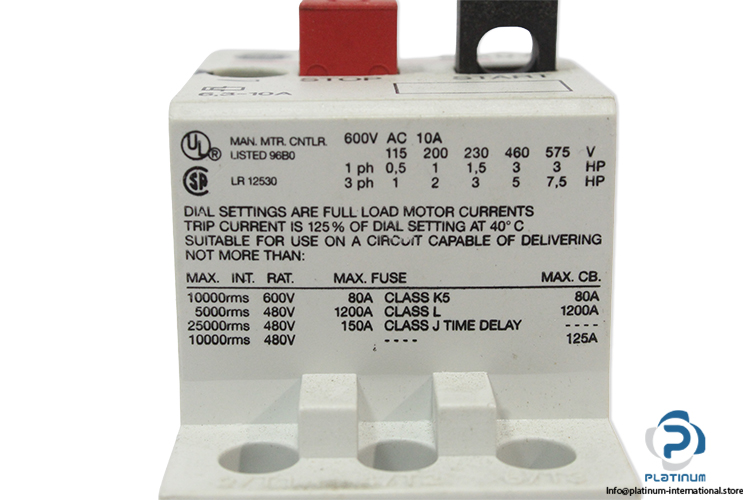 STOP START
6,3-10A
UL ® MAN. MTR. CNTLR. 600V AC 10A
LISTED 96B0 115 200 230 460 575 V
1 ph 0,5 1 1,5 3 3 HP
SP LR 12530 3 ph 1 2 3 5 7,5 HP
DIAL SETTINGS ARE FULL LOAD MOTOR CURRENTS
TRIP CURRENT IS 125% OF DIAL SETTING AT 40°C
SUITABLE FOR USE ON A CIRCUIT CAPABLE OF DELIVERING
NOT MORE THAN:
MAX. INT. RAT. MAX. FUSE MAX. CB.
10000rms 600V 80A CLASS K5 80A
5000rms 480V 1200A CLASS L 1200A
25000rms 480V 150A CLASS J TIME DELAY ----
10000rms 480V ---- 125A
PLATINUM
info@platinum-international.store